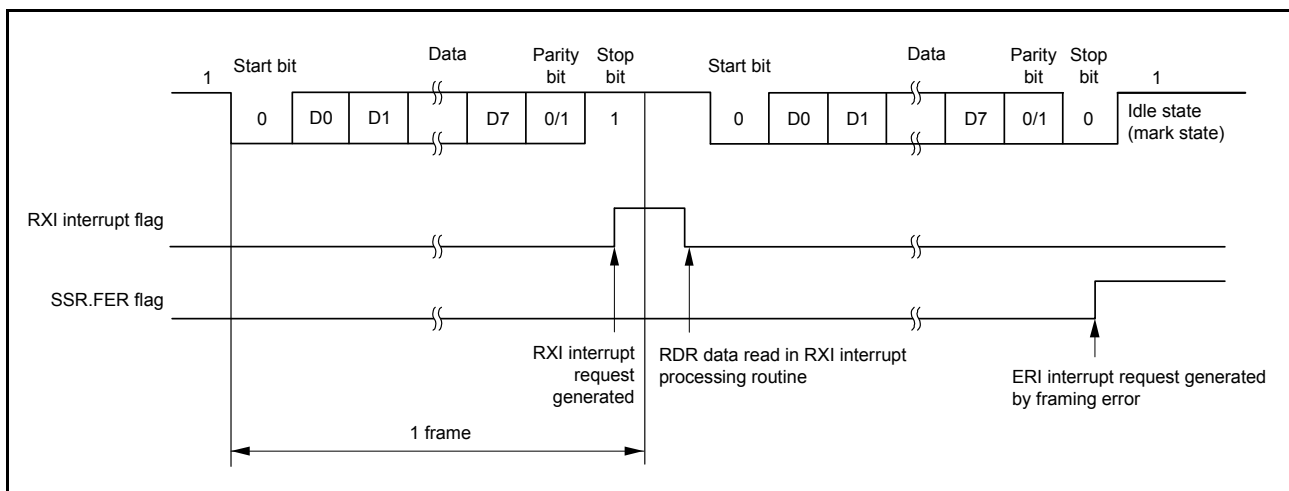 Start bit
Data
Parity
bit
Stop
bit
Start bit
Data
Parity
bit
Stop
bit
1
1
0
D0
D1
D7
0/1
1
0
D0
D1
D7
0/1
0
Idle state
(mark state)
RXI interrupt flag
SSR.FER flag
RXI interrupt
request
generated
RDR data read in RXI interrupt
processing routine
ERI interrupt request generated
by framing error
1 frame